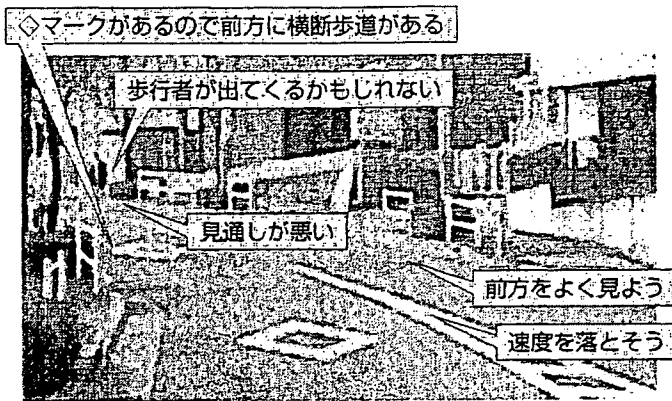 ◇マークがあるので前方に横断歩道がある
歩行者が出てくるかもじれない
見通しが悪い
前方をよく見よう
速度を落とそう